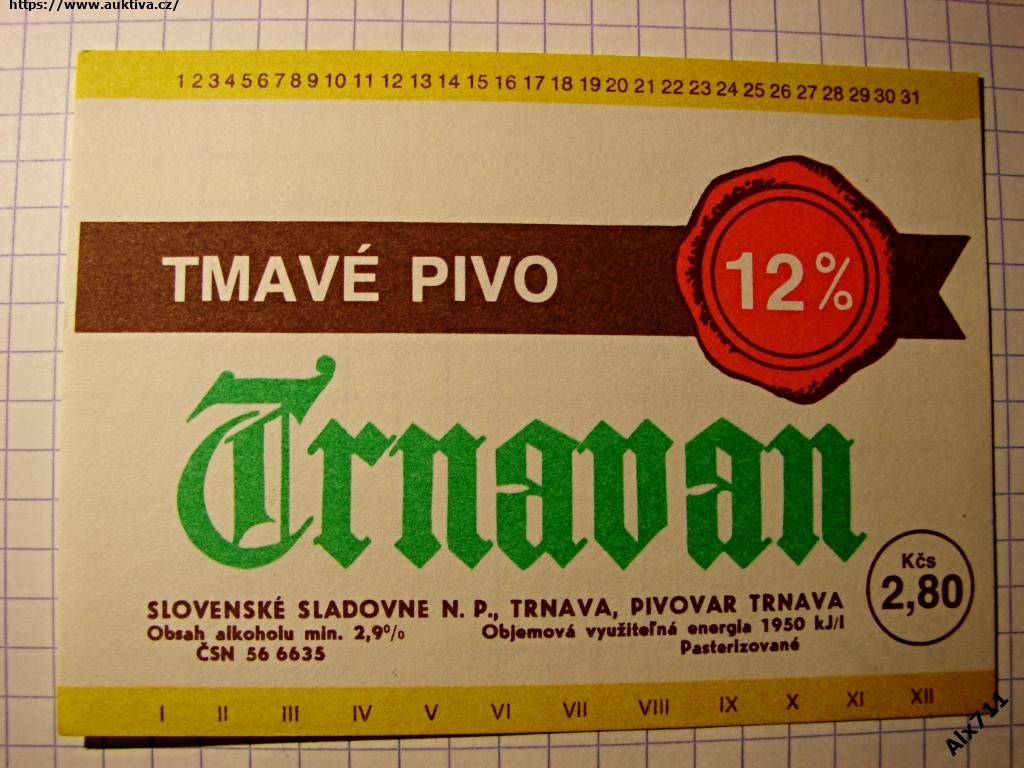 https://www.auktiva.cz/
1 2 3 4 5 6 7 8 9 10 11 12 13 14 15 16 17 18 19 20 21 22 23 24 25 26 27 28 29 30 31
TMAVÉ PIVO
12%
Trnavan
Kčs
2,80
SLOVENSKÉ SLADOVNE N. P., TRNAVA, PIVOVAR TRNAVA
Obsah alkoholu min. 2,9% Objemová využiteľná energia 1950 kJ/l
ČSN 56 6635 Pasterizované
I II III IV V VI VII VIII IX X XI XII
Alx711